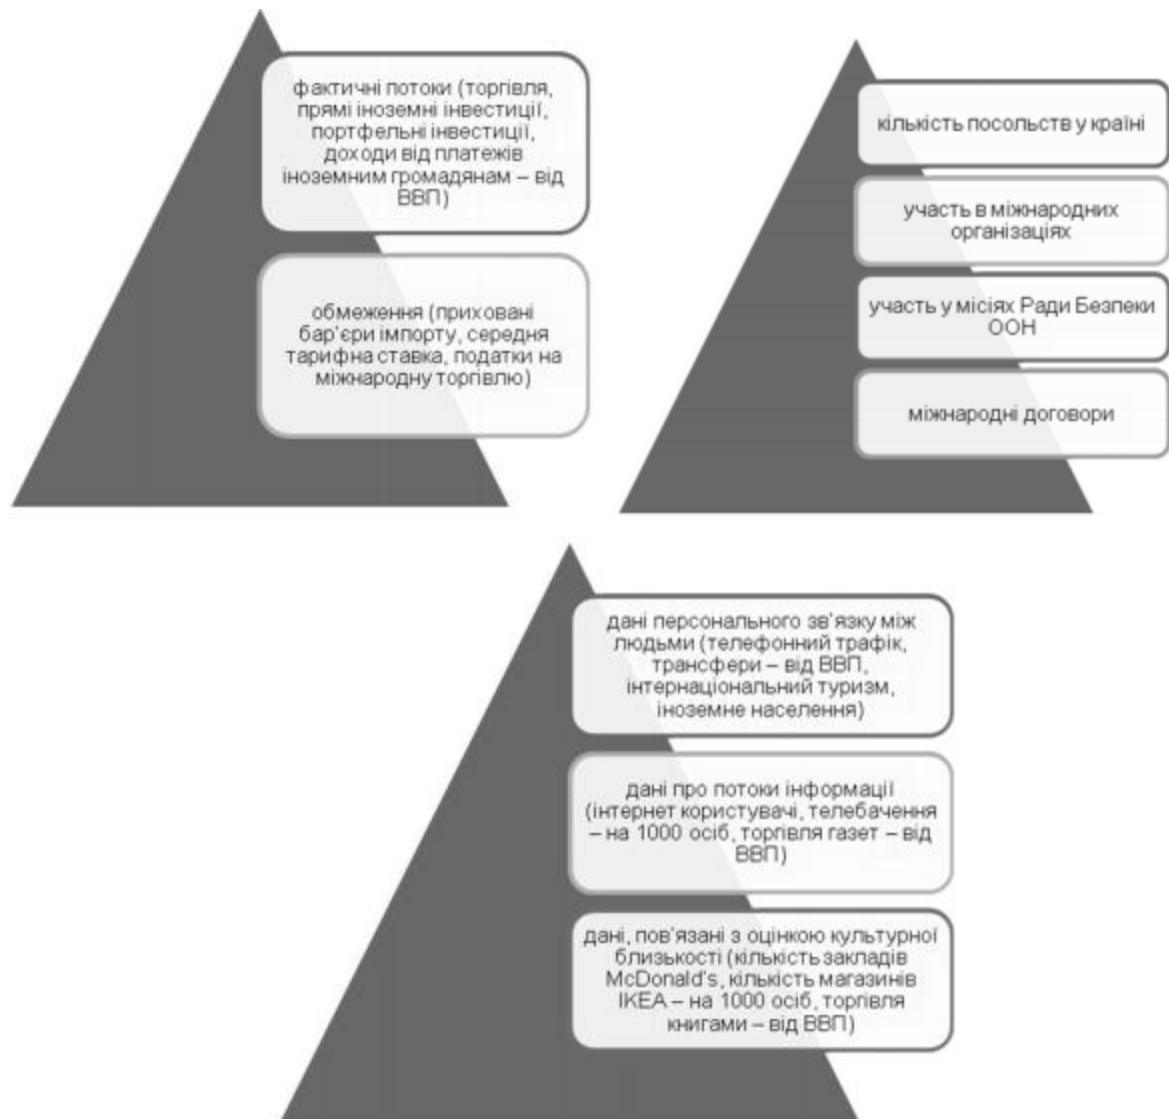 фактичні потоки (торгівля,
прямі іноземні інвестиції,
портфельні інвестиції,
доходи від платежів
іноземним громадянам – від
ВВП)
обмеження (приховані
бар'єри імпорту, середня
тарифна ставка, податки на
міжнародну торгівлю)
кількість посольств у країні
участь в міжнародних
організаціях
участь у місіях Ради Безпеки
ООН
міжнародні договори
дані персонального зв'язку між
людьми (телефонний трафік,
трансфери – від ВВП,
інтернаціональний туризм,
іноземне населення)
дані про потоки інформації
(інтернет користувачі, телебачення
– на 1000 осіб, торгівля газет – від
ВВП)
дані, пов'язані з оцінкою культурної
близькості (кількість закладів
McDonald's, кількість магазинів
IKEA – на 1000 осіб, торгівля
книгами – від ВВП)